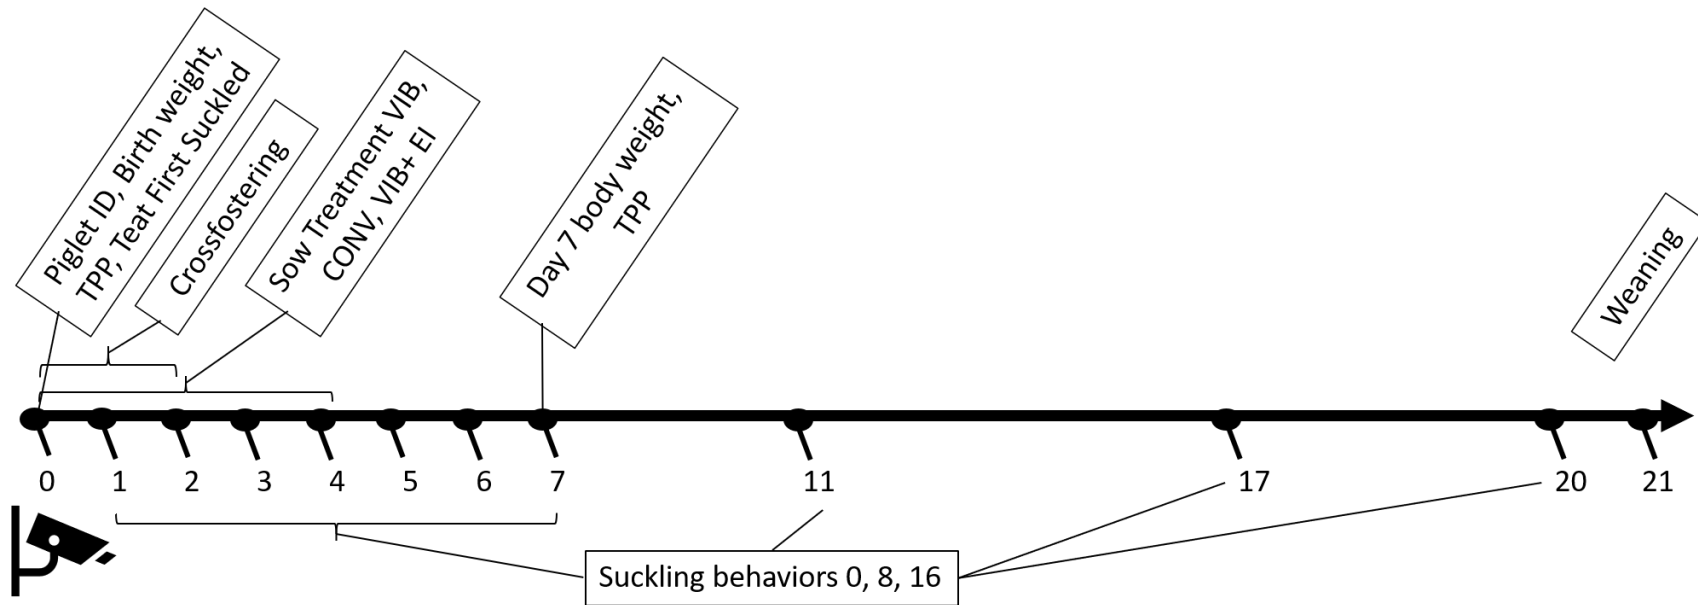 Piglet ID, Birth weight,
TPP, Teat First Suckled
Crossfostering
Sow Treatment VIB,
CONV, VIB+ EI
Day 7 body weight,
TPP
Weaning
0
1
2
3
4
5
6
7
11
17
20
21
Suckling behaviors 0, 8, 16